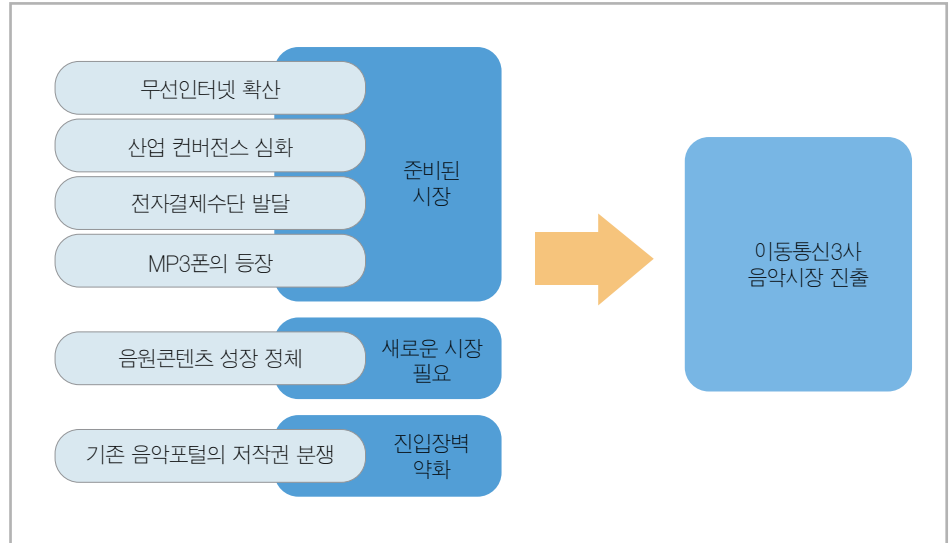 무선인터넷 확산
산업 컨버전스 심화
전자결제수단 발달
MP3폰의 등장
준비된
시장
음원콘텐츠 성장 정체
새로운 시장
필요
기존 음악포털의 저작권 분쟁
진입장벽
약화
이동통신3사
음악시장 진출